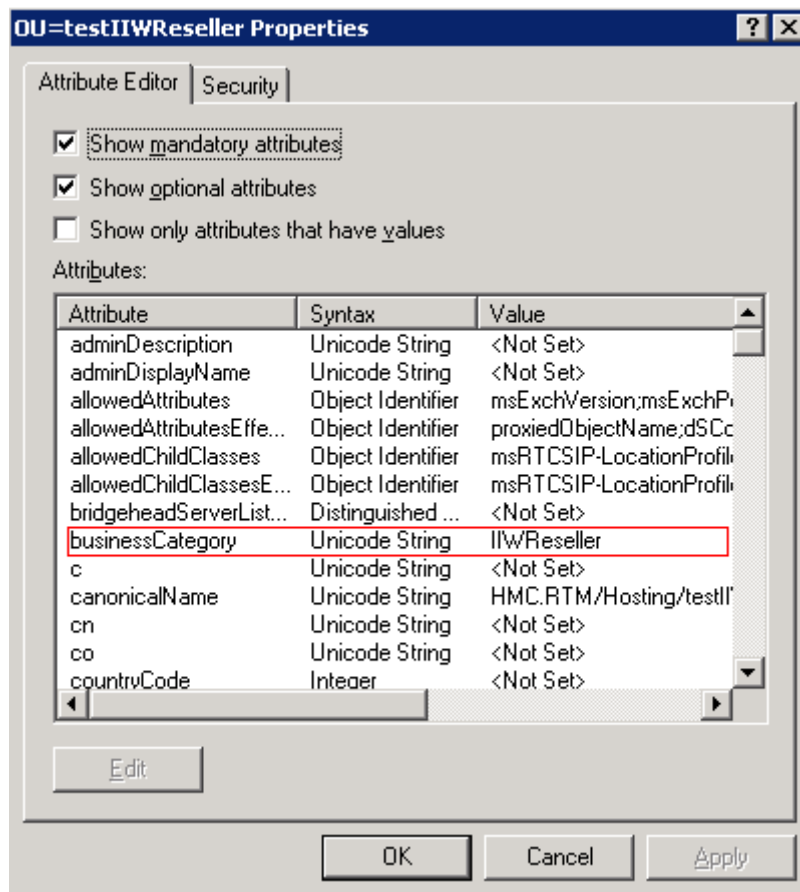 OU=testIIWReseller Properties
Attribute Editor Security
Show mandatory attributes
Show optional attributes
Show only attributes that have values
Attributes:
Attribute Syntax Value
adminDescription Unicode String <Not Set>
adminDisplayName Unicode String <Not Set>
allowedAttributes Object Identifier msExchVersion;msExchP
allowedAttributesEffe... Object Identifier proxiedObjectName;dSCo
allowedChildClasses Object Identifier msRTCSIP-LocationProfil
allowedChildClassesE... Object Identifier msRTCSIP-LocationProfil
bridgeheadServerList... Distinguished ... <Not Set>
businessCategory Unicode String IIWReseller
c Unicode String <Not Set>
canonicalName Unicode String HMC.RTM/Hosting/testII
cn Unicode String <Not Set>
co Unicode String <Not Set>
countryCode Integer <Not Set>
Edit
OK Cancel Apply